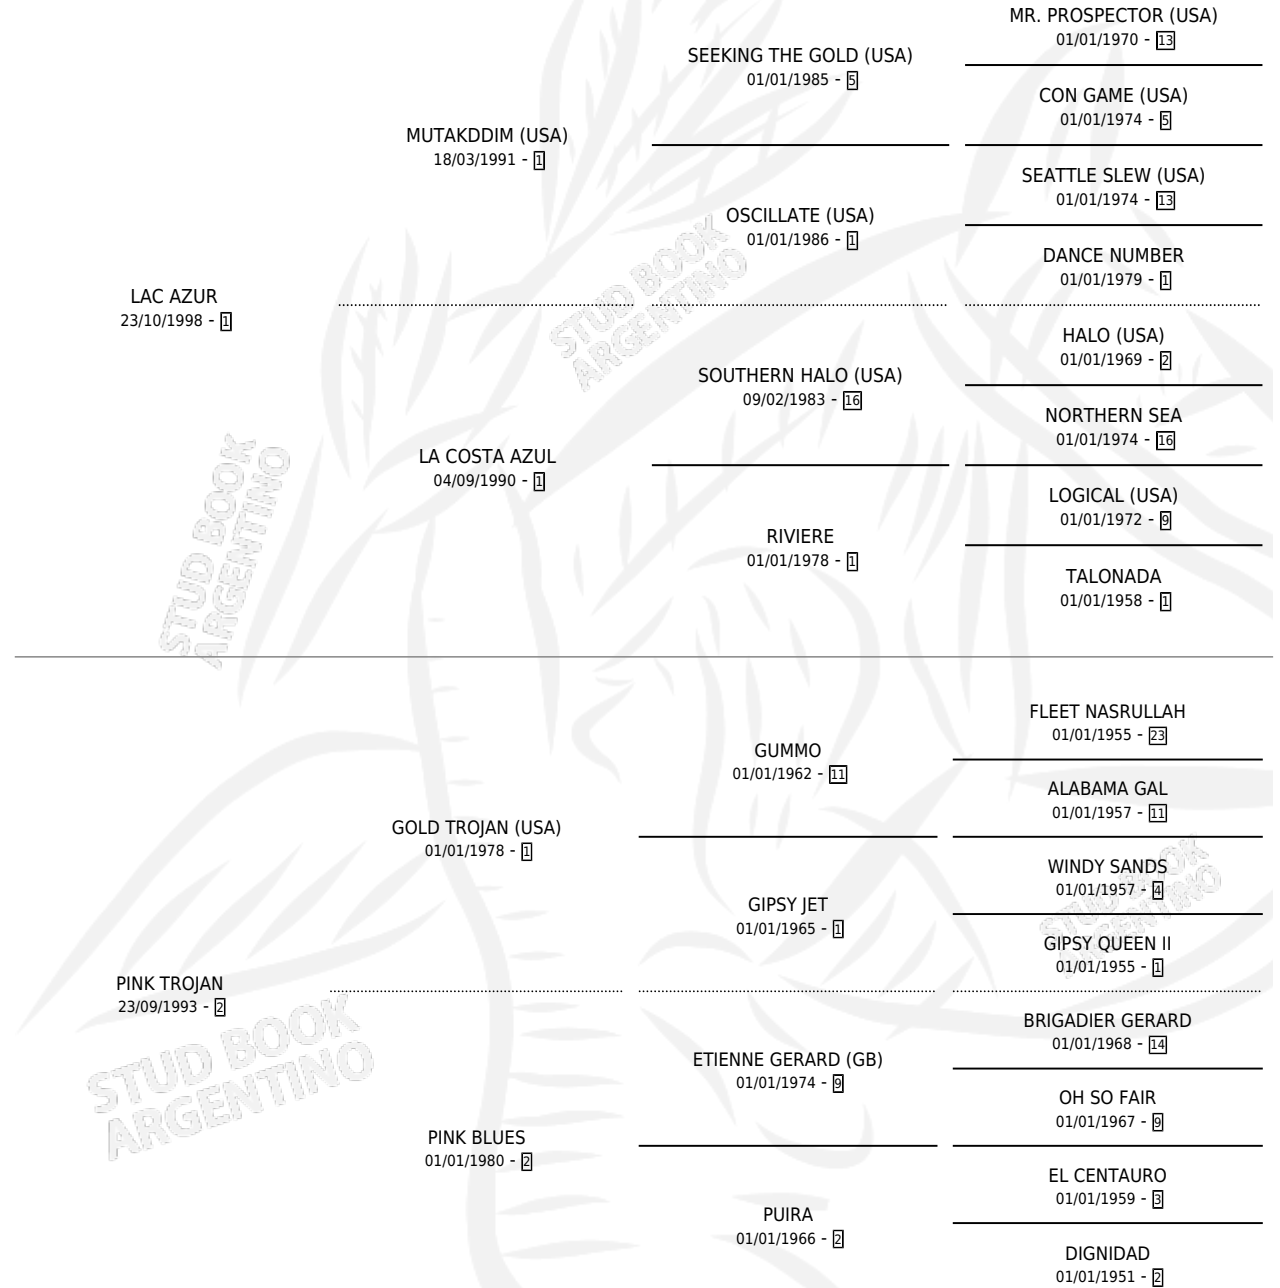 MR. PROSPECTOR (USA)
01/01/1970 - 13
SEEKING THE GOLD (USA)
01/01/1985 - 5
CON GAME (USA)
01/01/1974 - 5
MUTAKDDIM (USA)
18/03/1991 - 1
SEATTLE SLEW (USA)
01/01/1974 - 13
OSCILLATE (USA)
01/01/1986 - 1
DANCE NUMBER
01/01/1979 - 1
LAC AZUR
23/10/1998 - 1
STUD BOOK
ARGENTINO
HALO (USA)
01/01/1969 - 2
SOUTHERN HALO (USA)
09/02/1983 - 16
NORTHERN SEA
01/01/1974 - 16
LA COSTA AZUL
04/09/1990 - 1
LOGICAL (USA)
01/01/1972 - 9
RIVIERE
01/01/1978 - 1
TALONADA
01/01/1958 - 1
STUD BOOK
ARGENTINO
FLEET NASRULLAH
01/01/1955 - 23
GUMMO
01/01/1962 - 11
ALABAMA GAL
01/01/1957 - 11
GOLD TROJAN (USA)
01/01/1978 - 1
WINDY SANDS
01/01/1957 - 4
GIPSY JET
01/01/1965 - 1
STUD BOOK
ARGENTINO
GIPSY QUEEN II
01/01/1955 - 1
PINK TROJAN
23/09/1993 - 2
BRIGADIER GERARD
01/01/1968 - 14
ETIENNE GERARD (GB)
01/01/1974 - 9
OH SO FAIR
01/01/1967 - 9
STUD BOOK
ARGENTINO
PINK BLUES
01/01/1980 - 2
EL CENTAURO
01/01/1959 - 3
PUIRA
01/01/1966 - 2
DIGNIDAD
01/01/1951 - 2